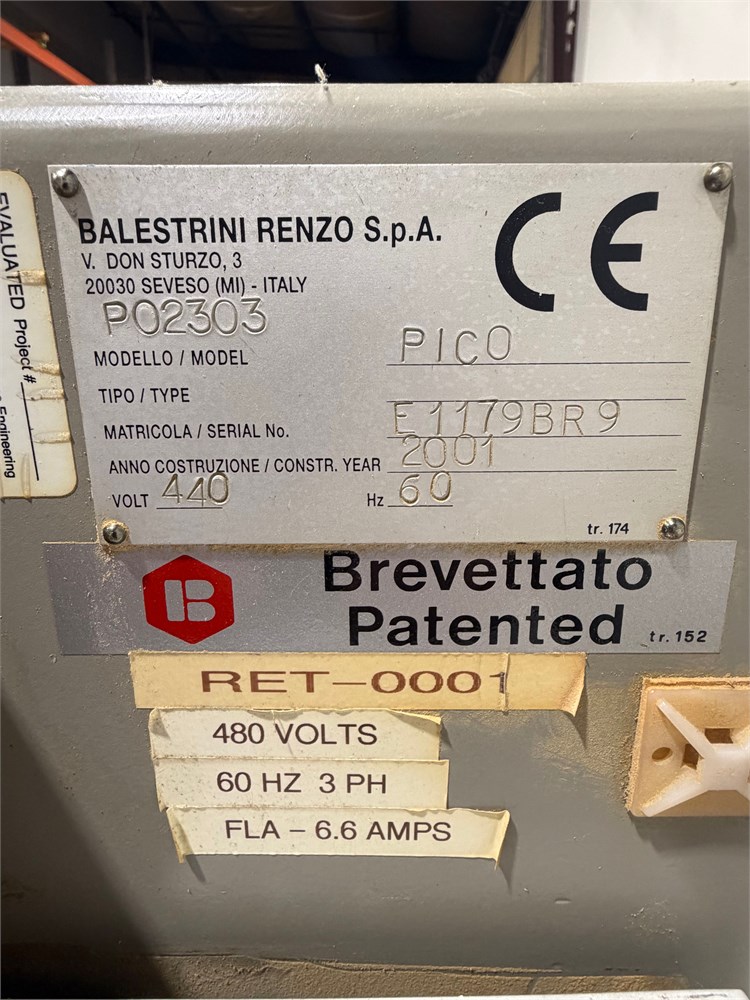 EVALUATED Project #
Engineering
BALESTRINI RENZO S.p.A.
V. DON STURZO, 3
20030 SEVESO (MI) - ITALY
CE
P02303
MODELLO / MODEL PICO
TIPO / TYPE
MATRICOLA / SERIAL No. E1179BR9
ANNO COSTRUZIONE / CONSTR. YEAR 2001
VOLT 440 Hz 60
tr. 174
B
Brevettato
Patented tr. 152
RET-0001
480 VOLTS
60 HZ 3 PH
FLA - 6.6 AMPS